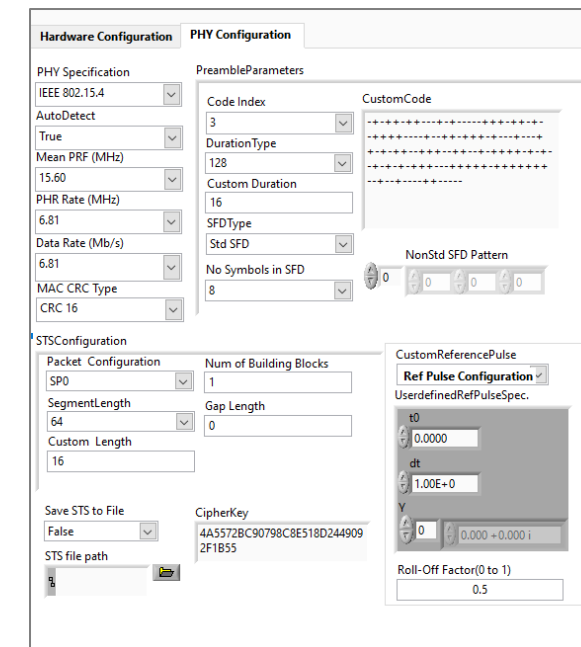 Hardware Configuration
PHY Configuration
PHY Specification
IEEE 802.15.4
AutoDetect
True
Mean PRF (MHz)
15.60
PHR Rate (MHz)
6.81
Data Rate (Mb/s)
6.81
MAC CRC Type
CRC 16
PreambleParameters
Code Index
3
DurationType
128
Custom Duration
16
SFDType
Std SFD
No Symbols in SFD
8
CustomCode
-+-++-++---+-+-----+++-++-+-
-++++----+--+++++-+---+---+
+-+-++--+++--++--+-++++-+-+-
--+-+-+-+++---+++++-+++++++
--+--+----++-----
NonStd SFD Pattern
0
0
0
0
STSConfiguration
Packet Configuration
SP0
SegmentLength
64
Custom Length
16
Num of Building Blocks
1
Gap Length
0
CustomReferencePulse
Ref Pulse Configuration
UserdefinedRefPulseSpec.
t0
0.0000
dt
1.00E+0
Y
0
0.000 +0.000 i
Roll-Off Factor(0 to 1)
0.5
Save STS to File
False
STS file path
CipherKey
4A5572BC90798C8E518D244909
2F1B55